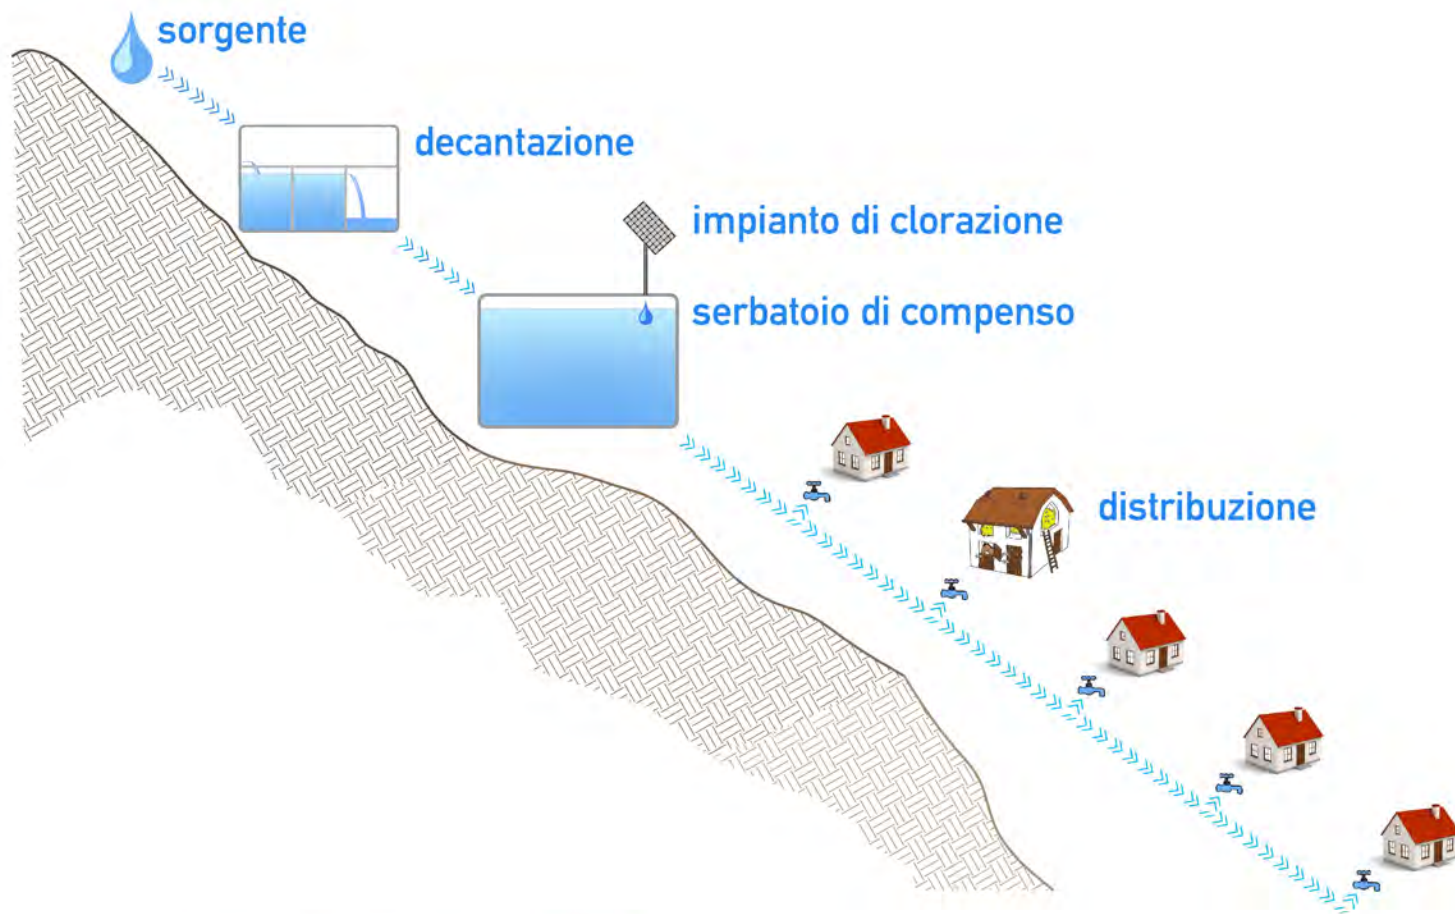 sorgente
decantazione
impianto di clorazione
serbatoio di compenso
distribuzione